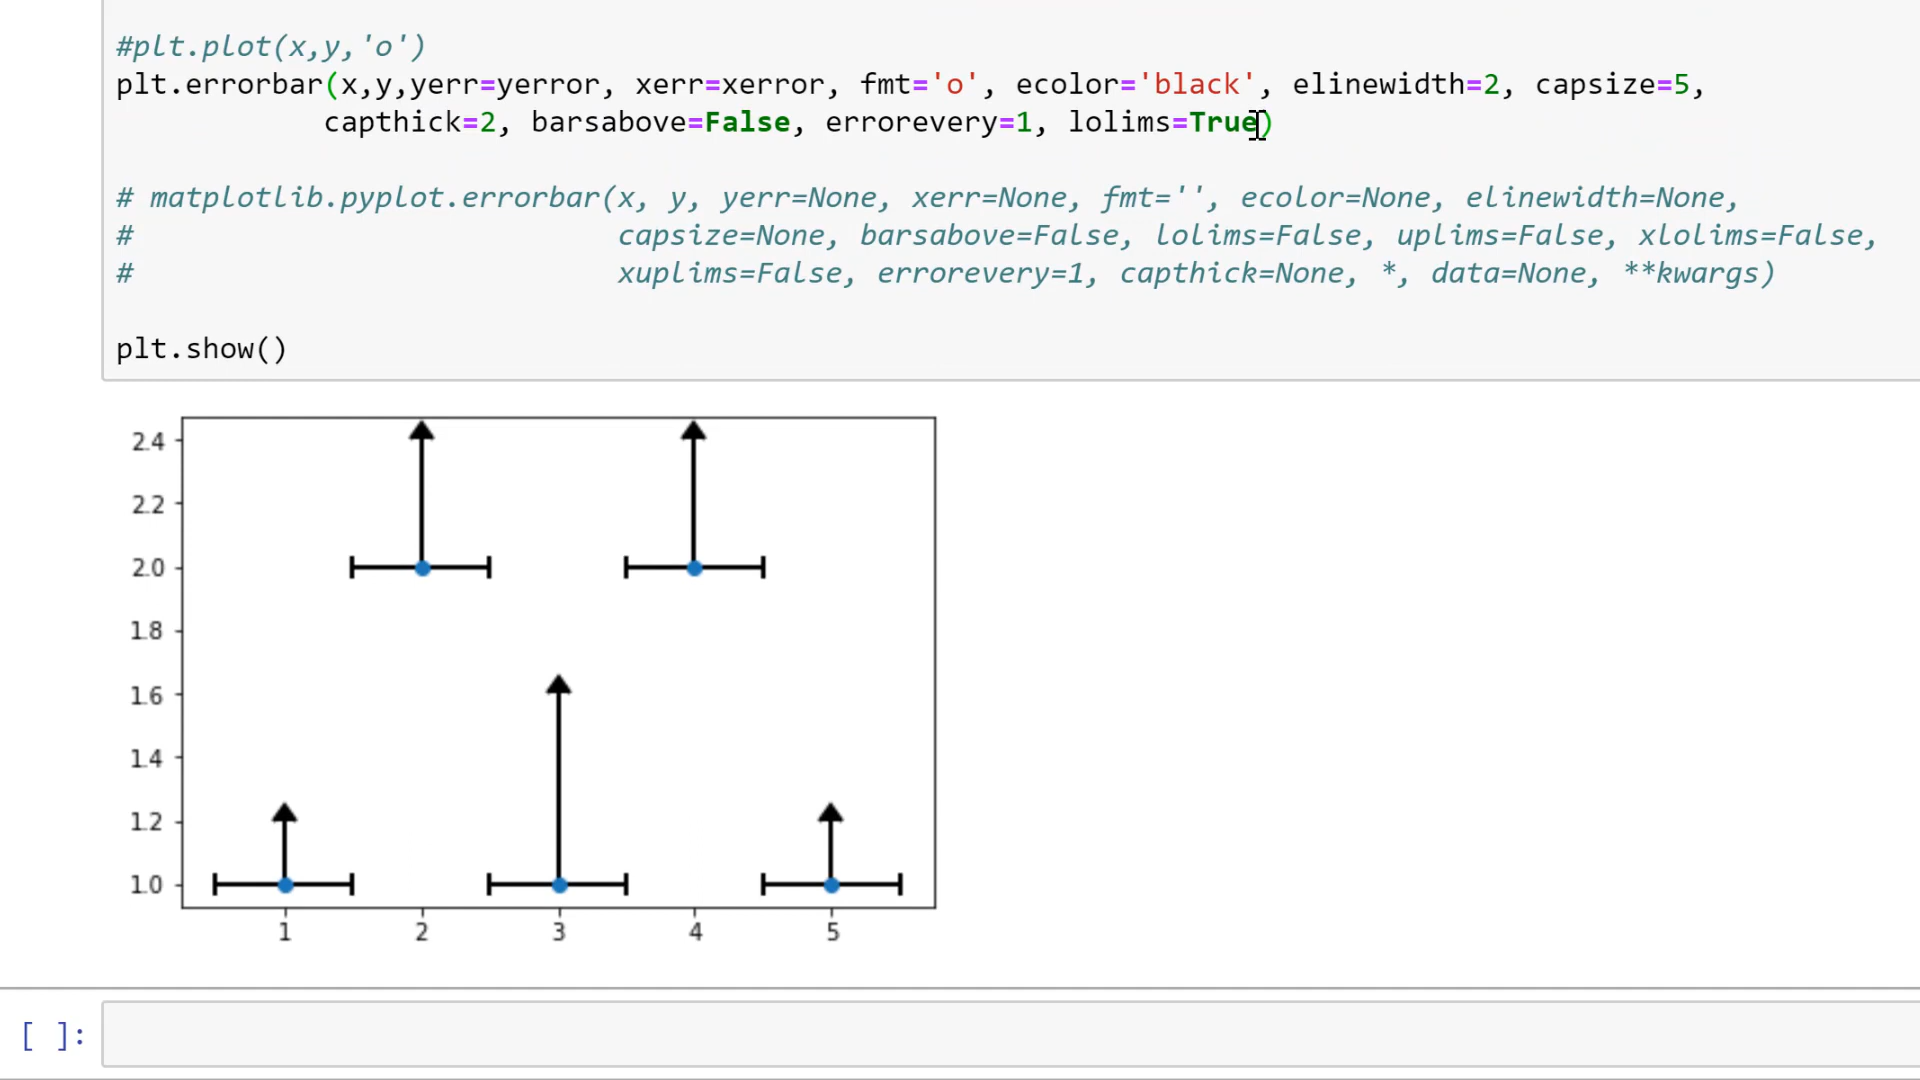 #plt.plot(x,y,'o')
plt.errorbar(x,y,yerr=yerror, xerr=xerror, fmt='o', ecolor='black', elinewidth=2, capsize=5,
capthick=2, barsabove=False, errorevery=1, lolims=True)
# matplotlib.pyplot.errorbar(x, y, yerr=None, xerr=None, fmt='', ecolor=None, elinewidth=None,
# capsize=None, barsabove=False, lolims=False, uplims=False, xlolims=False,
# xuplims=False, errorevery=1, capthick=None, *, data=None, **kwargs)
plt.show()
2.4
2.2
2.0
1.8
1.6
1.4
1.2
1.0
1 2 3 4 5
[ ]: